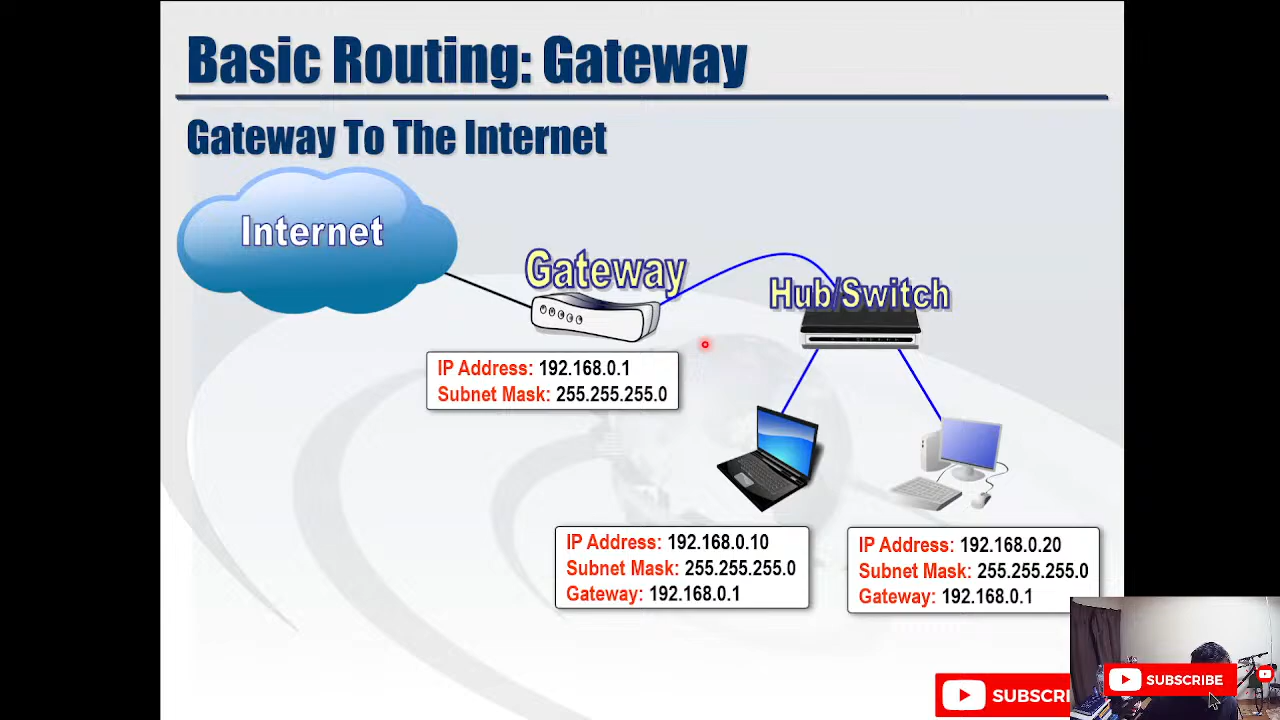 Basic Routing: Gateway
Gateway To The Internet
Internet
Gateway
Hub/Switch
IP Address: 192.168.0.1
Subnet Mask: 255.255.255.0
IP Address: 192.168.0.10
Subnet Mask: 255.255.255.0
Gateway: 192.168.0.1
IP Address: 192.168.0.20
Subnet Mask: 255.255.255.0
Gateway: 192.168.0.1
SUBSCRI
SUBSCRIBE